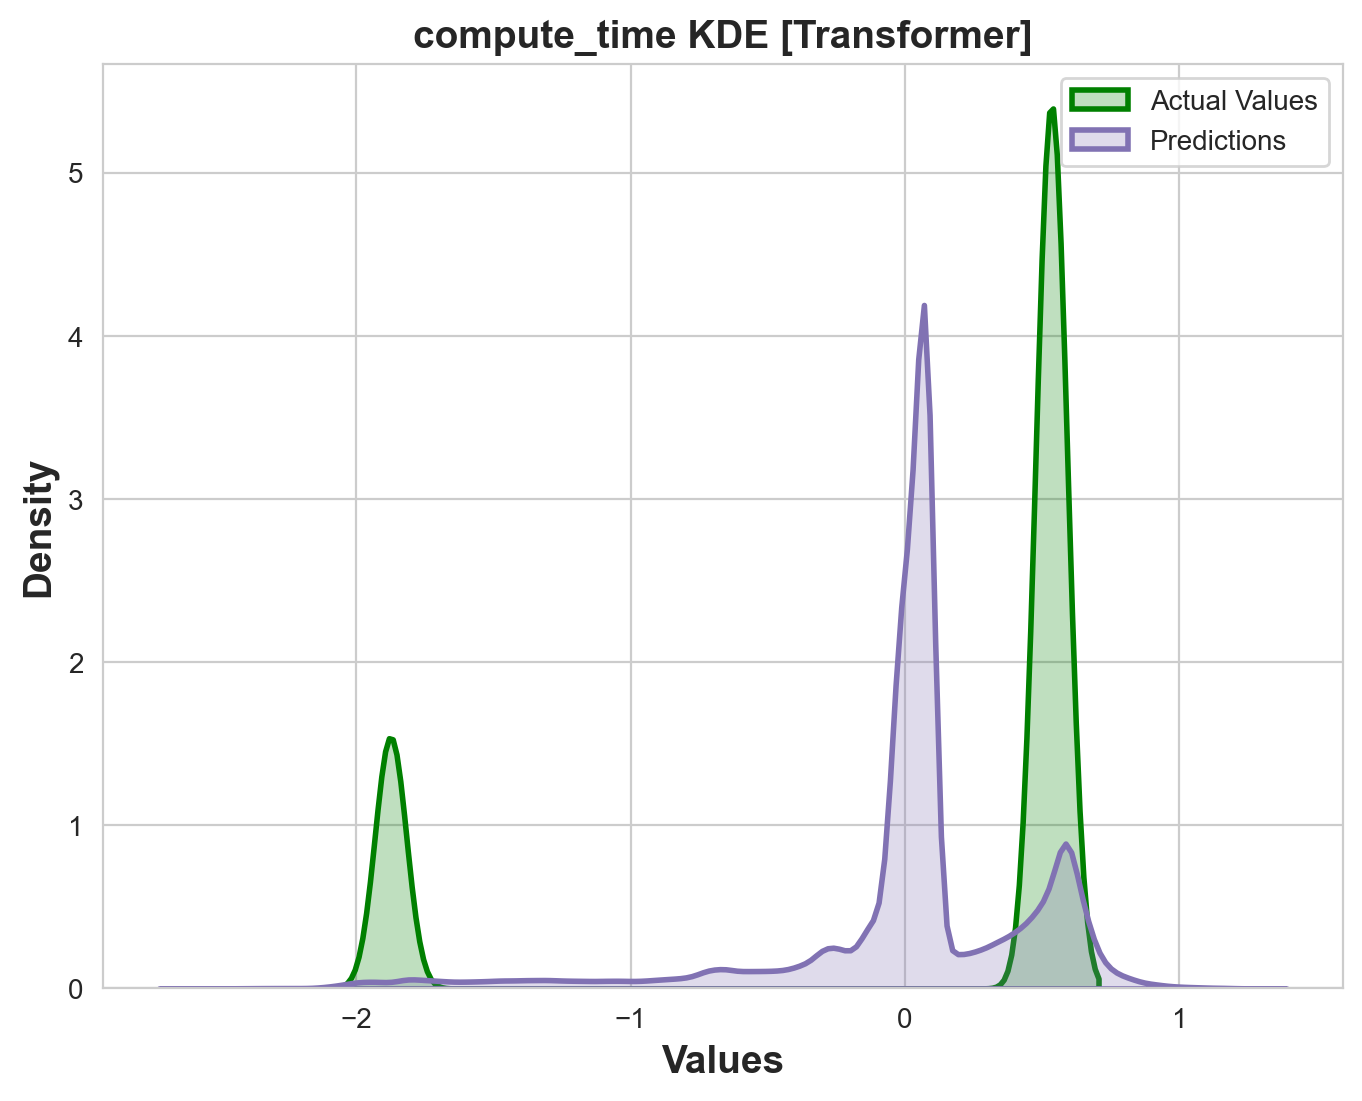 compute_time KDE [Transformer]
Actual Values
Predictions
5
4
3
2
1
0
Density
−2
−1
0
1
Values